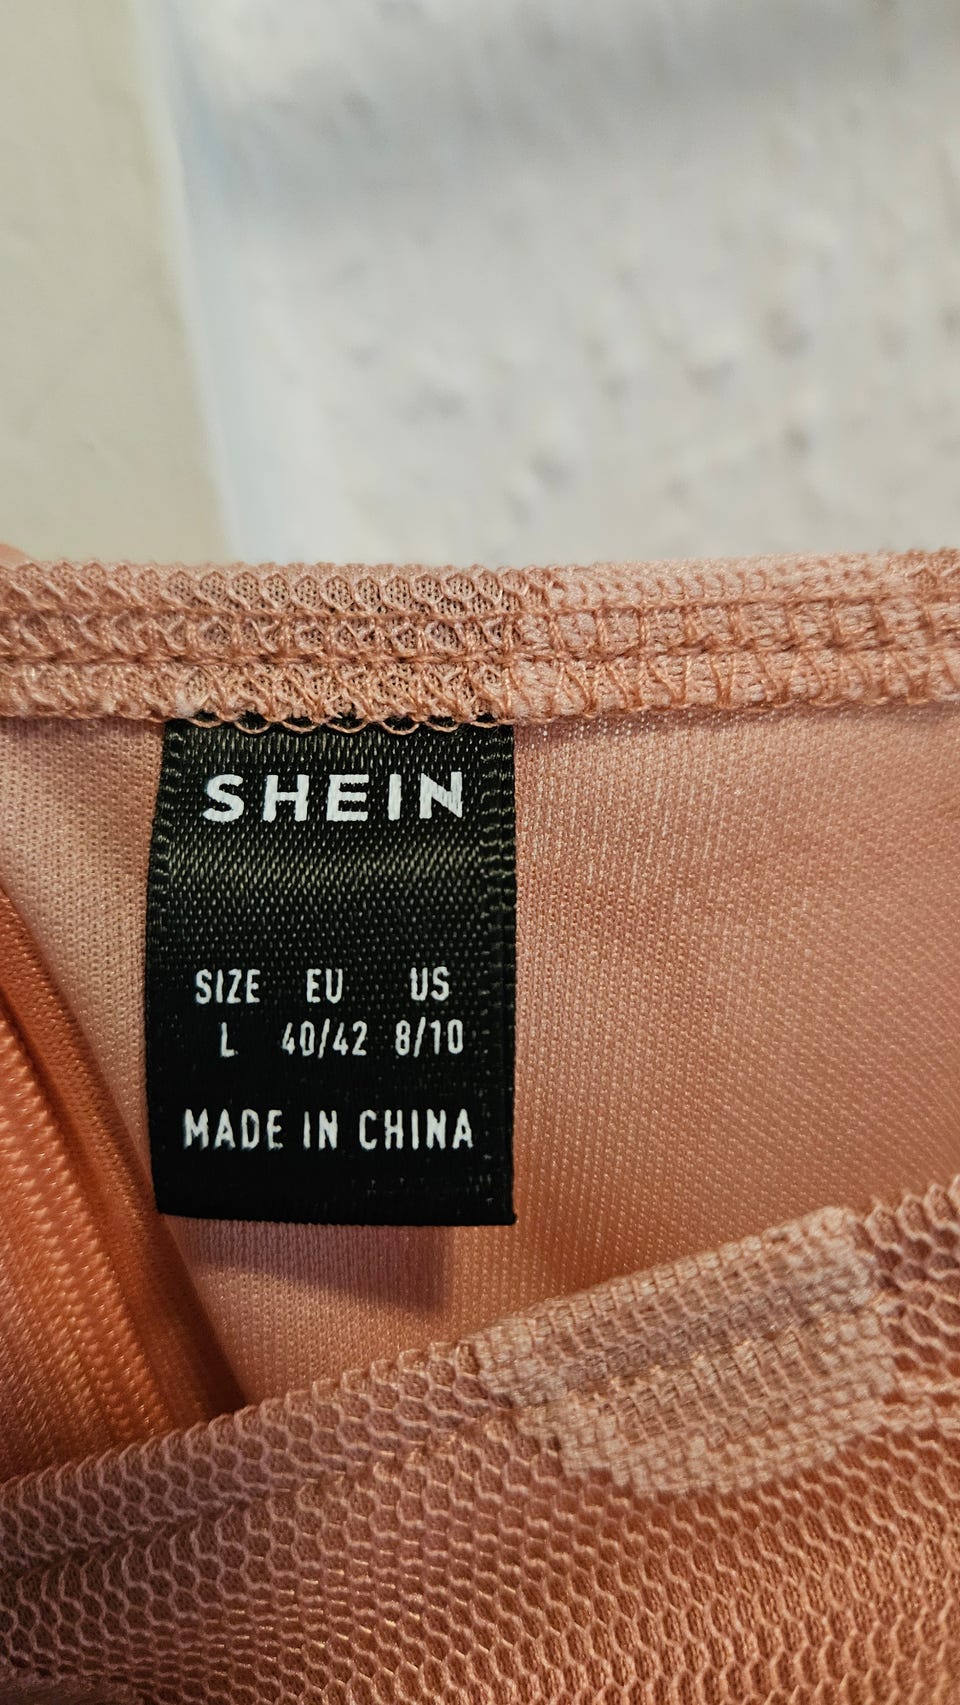 SHEIN
SIZE EU US
L 40/42 8/10
MADE IN CHINA